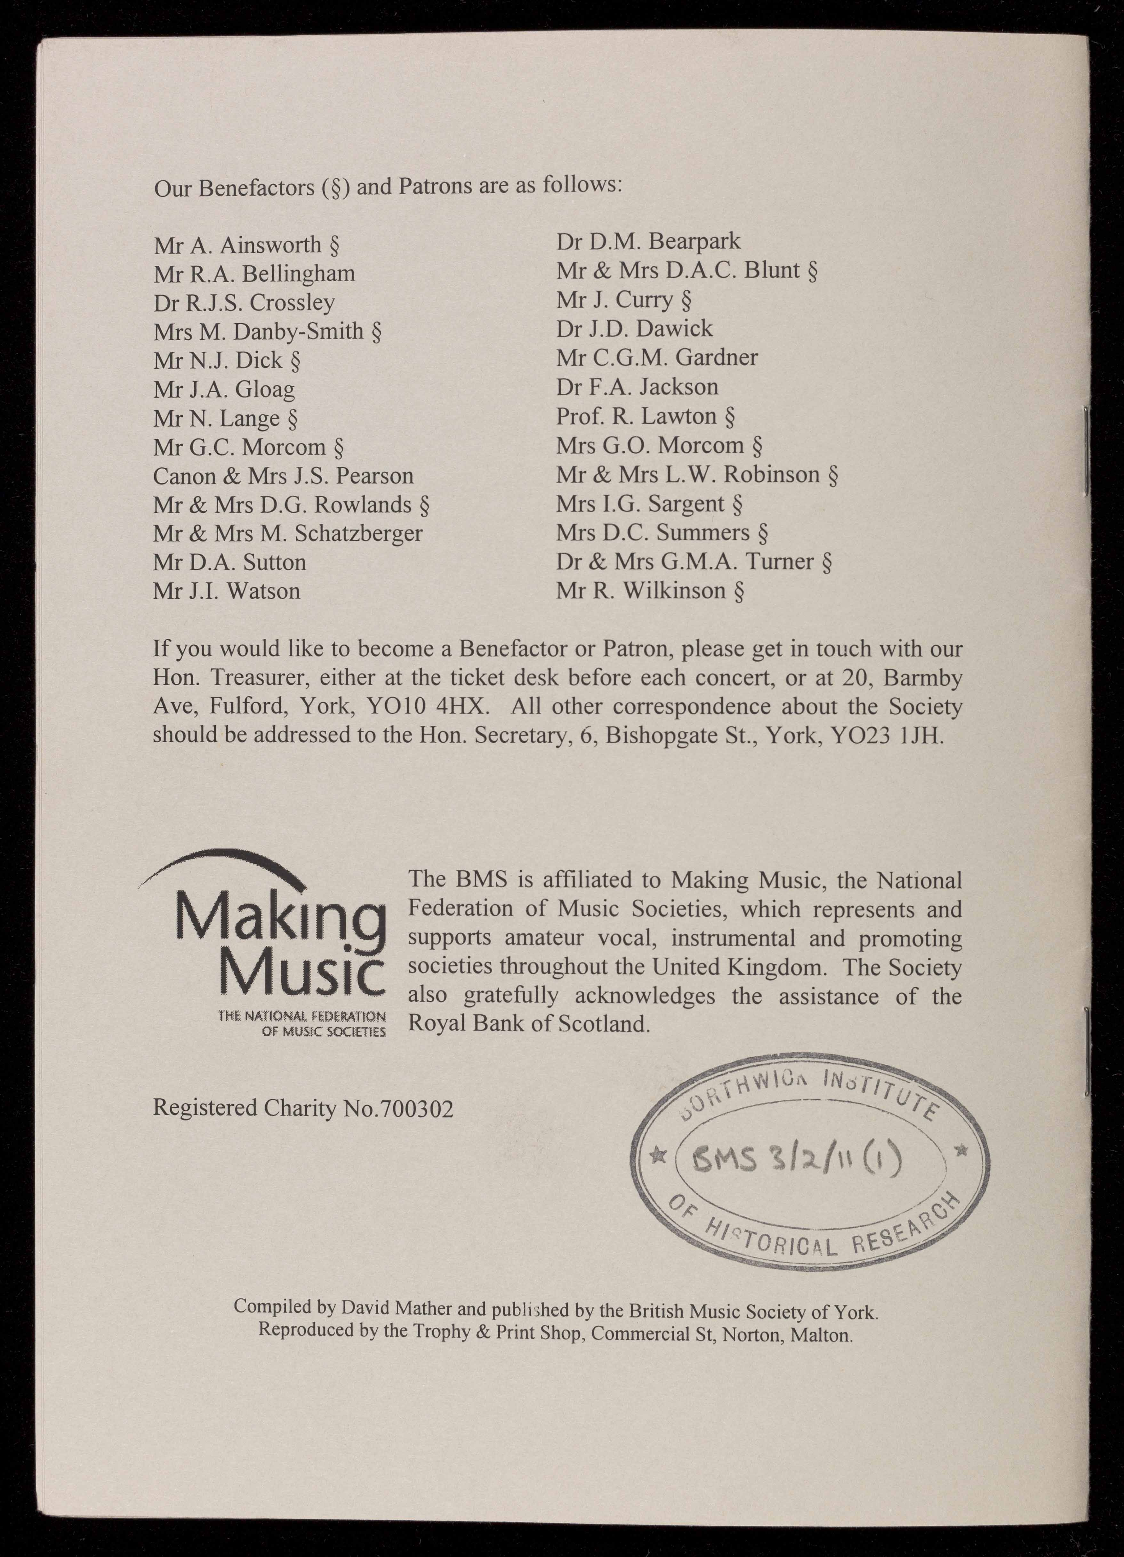 Our Benefactors (§) and Patrons are as follows:
Mr A. Ainsworth §
Mr R.A. Bellingham
Dr R.J.S. Crossley
Mrs M. Danby-Smith §
Mr N.J. Dick §
Mr J.A. Gloag
Mr N. Lange §
Mr G.C. Morcom §
Canon & Mrs J.S. Pearson
Mr & Mrs D.G. Rowlands §
Mr & Mrs M. Schatzberger
Mr D.A. Sutton
Mr J.I. Watson
Dr D.M. Bearpark
Mr & Mrs D.A.C. Blunt §
Mr J. Curry §
Dr J.D. Dawick
Mr C.G.M. Gardner
Dr F.A. Jackson
Prof. R. Lawton §
Mrs G.O. Morcom §
Mr & Mrs L.W. Robinson §
Mrs I.G. Sargent §
Mrs D.C. Summers §
Dr & Mrs G.M.A. Turner §
Mr R. Wilkinson §
If you would like to become a Benefactor or Patron, please get in touch with our
Hon. Treasurer, either at the ticket desk before each concert, or at 20, Barmby
Ave, Fulford, York, YO10 4HX. All other correspondence about the Society
should be addressed to the Hon. Secretary, 6, Bishopgate St., York, YO23 1JH.
Making
Music
THE NATIONAL FEDERATION
OF MUSIC SOCIETIES
The BMS is affiliated to Making Music, the National
Federation of Music Societies, which represents and
supports amateur vocal, instrumental and promoting
societies throughout the United Kingdom. The Society
also gratefully acknowledges the assistance of the
Royal Bank of Scotland.
Registered Charity No.700302
BORTHWICK INSTITUTE
BMS 3/2/11 (1)
OF HISTORICAL RESEARCH
Compiled by David Mather and published by the British Music Society of York.
Reproduced by the Trophy & Print Shop, Commercial St, Norton, Malton.